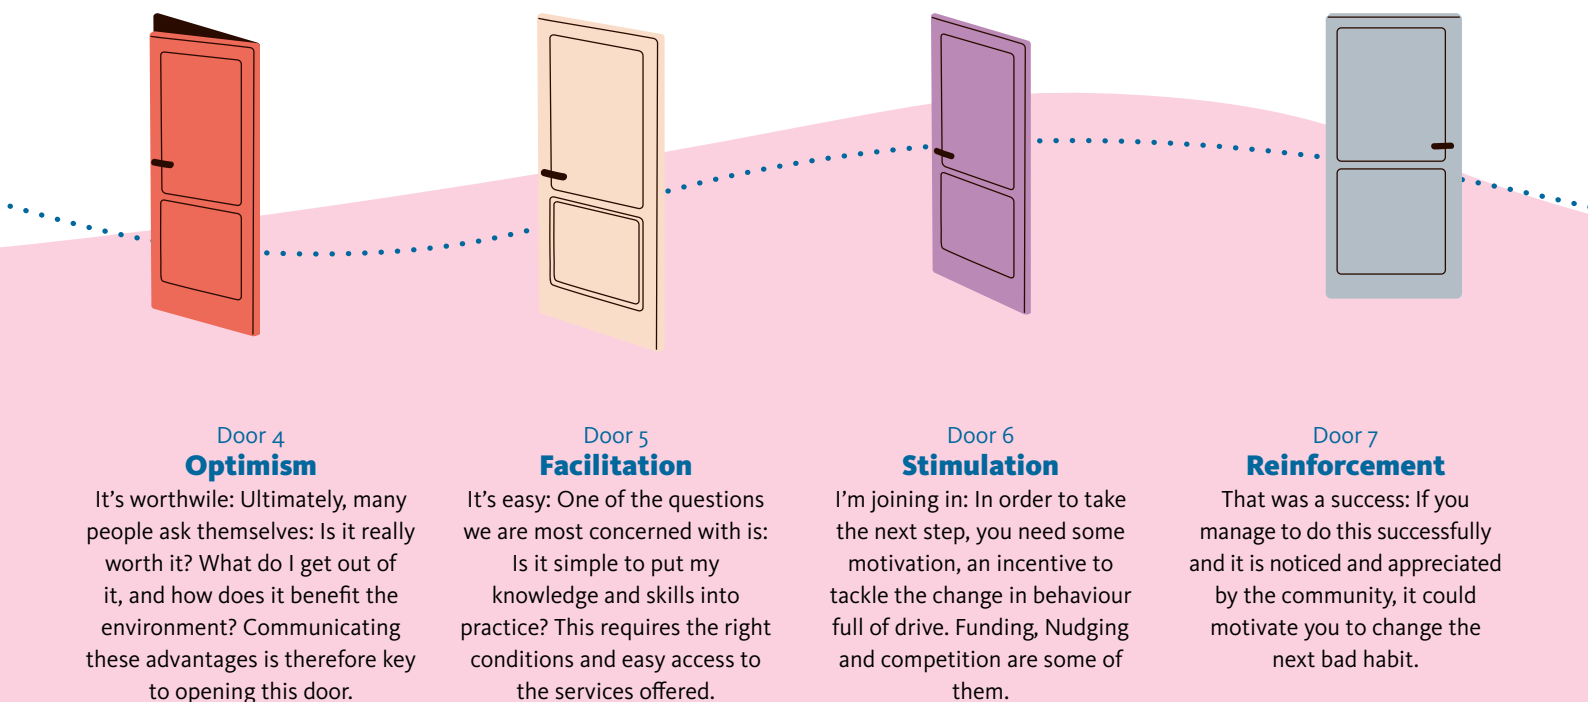 Door 4
Optimism
It’s worthwhile: Ultimately, many
people ask themselves: Is it really
worth it? What do I get out of
it, and how does it benefit the
environment? Communicating
these advantages is therefore key
to opening this door.
Door 5
Facilitation
It’s easy: One of the questions
we are most concerned with is:
Is it simple to put my
knowledge and skills into
practice? This requires the right
conditions and easy access to
the services offered.
Door 6
Stimulation
I’m joining in: In order to take
the next step, you need some
motivation, an incentive to
tackle the change in behaviour
full of drive. Funding, Nudging
and competition are some of
them.
Door 7
Reinforcement
That was a success: If you
manage to do this successfully
and it is noticed and appreciated
by the community, it could
motivate you to change the
next bad habit.